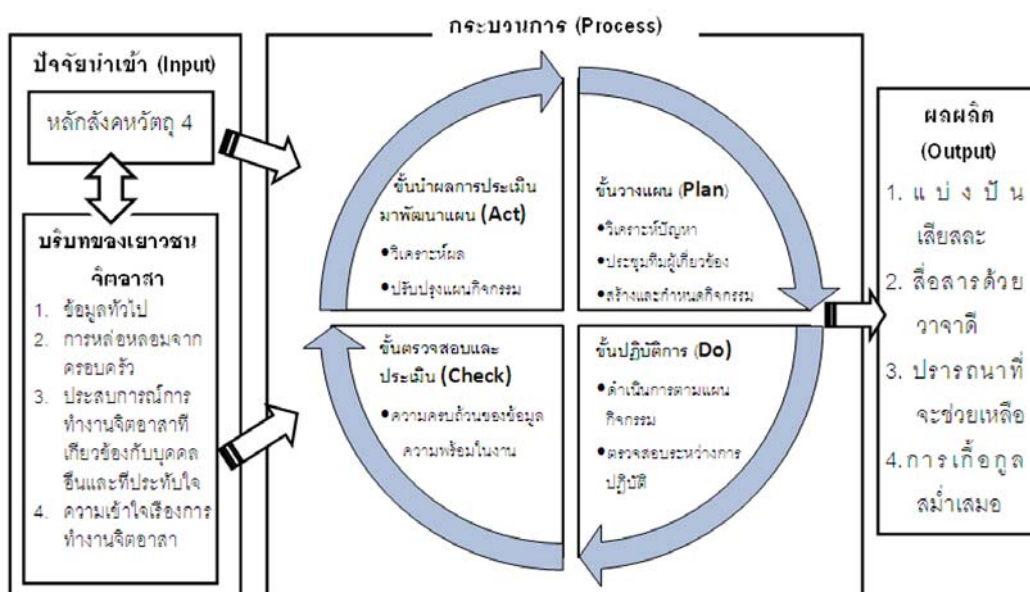 กระบวนการ (Process)
ปัจจัยนำเข้า (Input)
หลักสังคหวัตถุ 4
บริบทของเยาวชน
จิตอาสา
1. ข้อมูลทั่วไป
2. การหล่อหลอมจาก
ครอบครัว
3. ประสบการณ์การ
ทำงานจิตอาสาที่
เกี่ยวข้องกับบุคคล
อื่นและที่ประทับใจ
4. ความเข้าใจเรื่องการ
ทำงานจิตอาสา
ขั้นนำผลการประเมิน
มาพัฒนาแผน (Act)
•วิเคราะห์ผล
•ปรับปรุงแผนกิจกรรม
ขั้นวางแผน (Plan)
•วิเคราะห์ปัญหา
•ประชุมทีมผู้เกี่ยวข้อง
•สร้างและกำหนดกิจกรรม
ขั้นตรวจสอบและ
ประเมิน (Check)
•ความครบถ้วนของข้อมูล
ความพร้อมในงาน
ขั้นปฏิบัติการ (Do)
•ดำเนินการตามแผน
กิจกรรม
•ตรวจสอบระหว่างการ
ปฏิบัติ
ผลผลิต
(Output)
1. แบ่งปัน
เสียสละ
2. สื่อสารด้วย
วาจาดี
3. ปรารถนาที่
จะช่วยเหลือ
4. การเกื้อกูล
สม่ำเสมอ